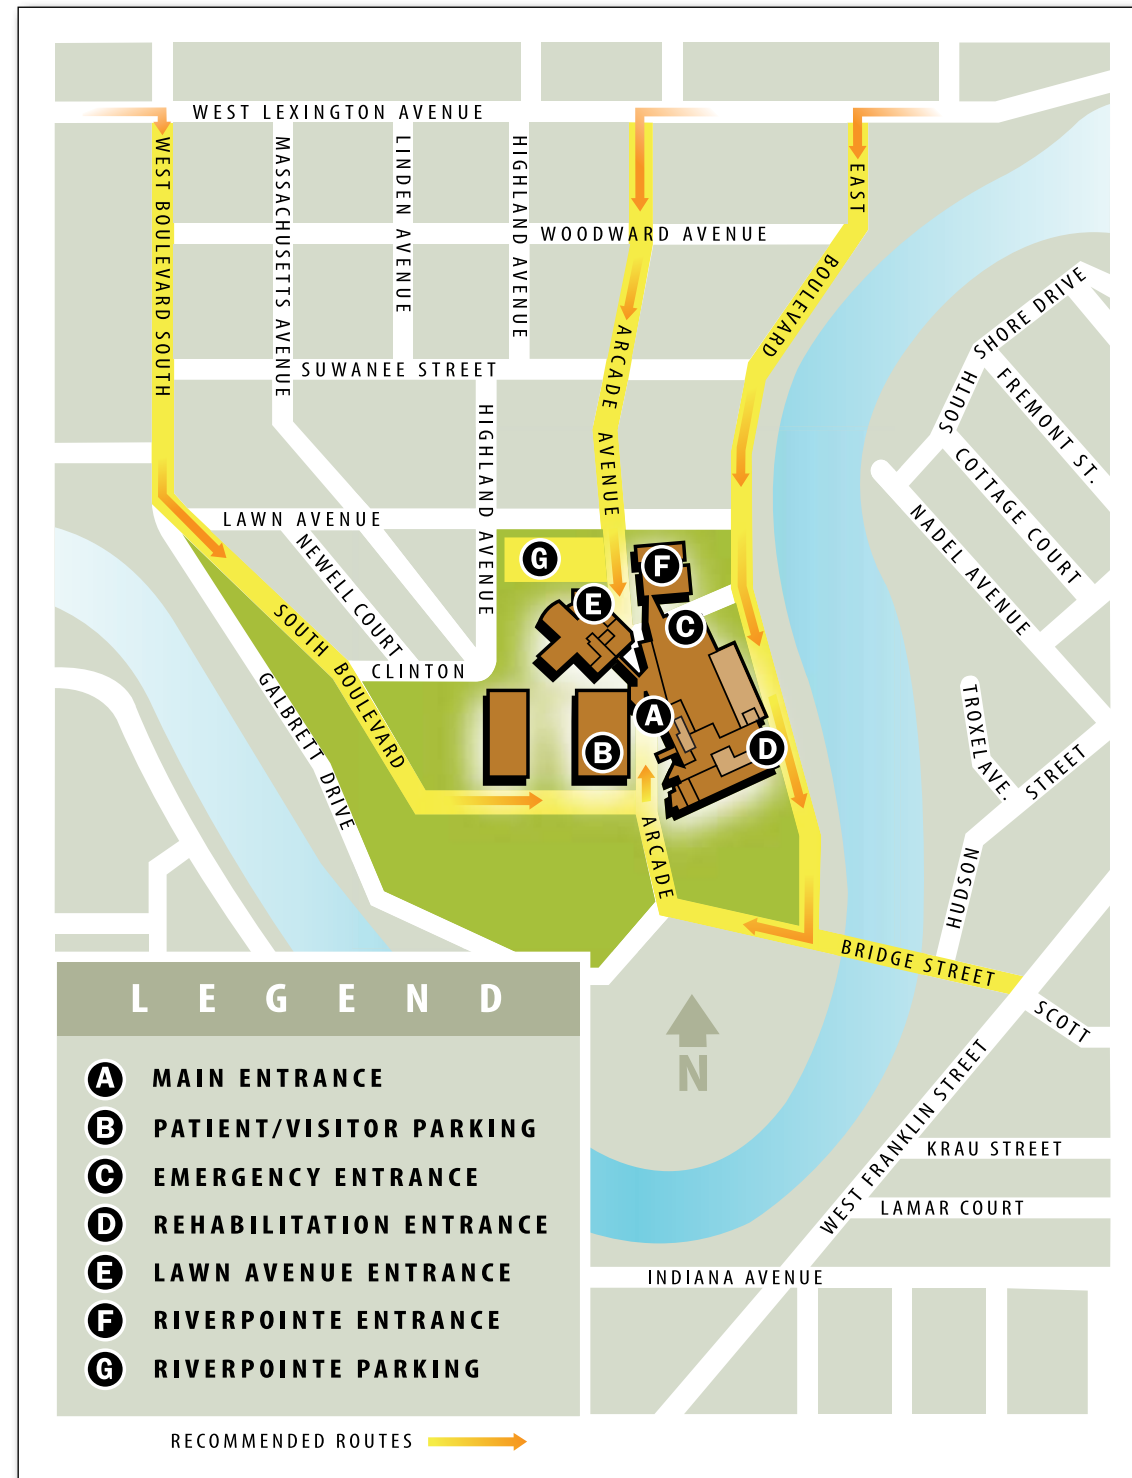 WEST LEXINGTON AVENUE
WEST BOULEVARD SOUTH
MASSACHUSETTS AVENUE
LINDEN AVENUE
HIGHLAND AVENUE
EAST
BOULEVARD
WOODWARD AVENUE
SUWANEE STREET
ARCADE AVENUE
HIGHLAND AVENUE
SOUTH SHORE DRIVE
FREMONT ST.
COTTAGE COURT
NADEL AVENUE
LAWN AVENUE
NEWELL COURT
CLINTON
SOUTH BOULEVARD
GALBRETT DRIVE
G
F
E
C
A
B
D
ARCADE
TROXEL AVE.
HUDSON STREET
BRIDGE STREET
SCOTT
WEST FRANKLIN STREET
KRAU STREET
LAMAR COURT
INDIANA AVENUE
N
LEGEND
A MAIN ENTRANCE
B PATIENT/VISITOR PARKING
C EMERGENCY ENTRANCE
D REHABILITATION ENTRANCE
E LAWN AVENUE ENTRANCE
F RIVERPOINTE ENTRANCE
G RIVERPOINTE PARKING
RECOMMENDED ROUTES